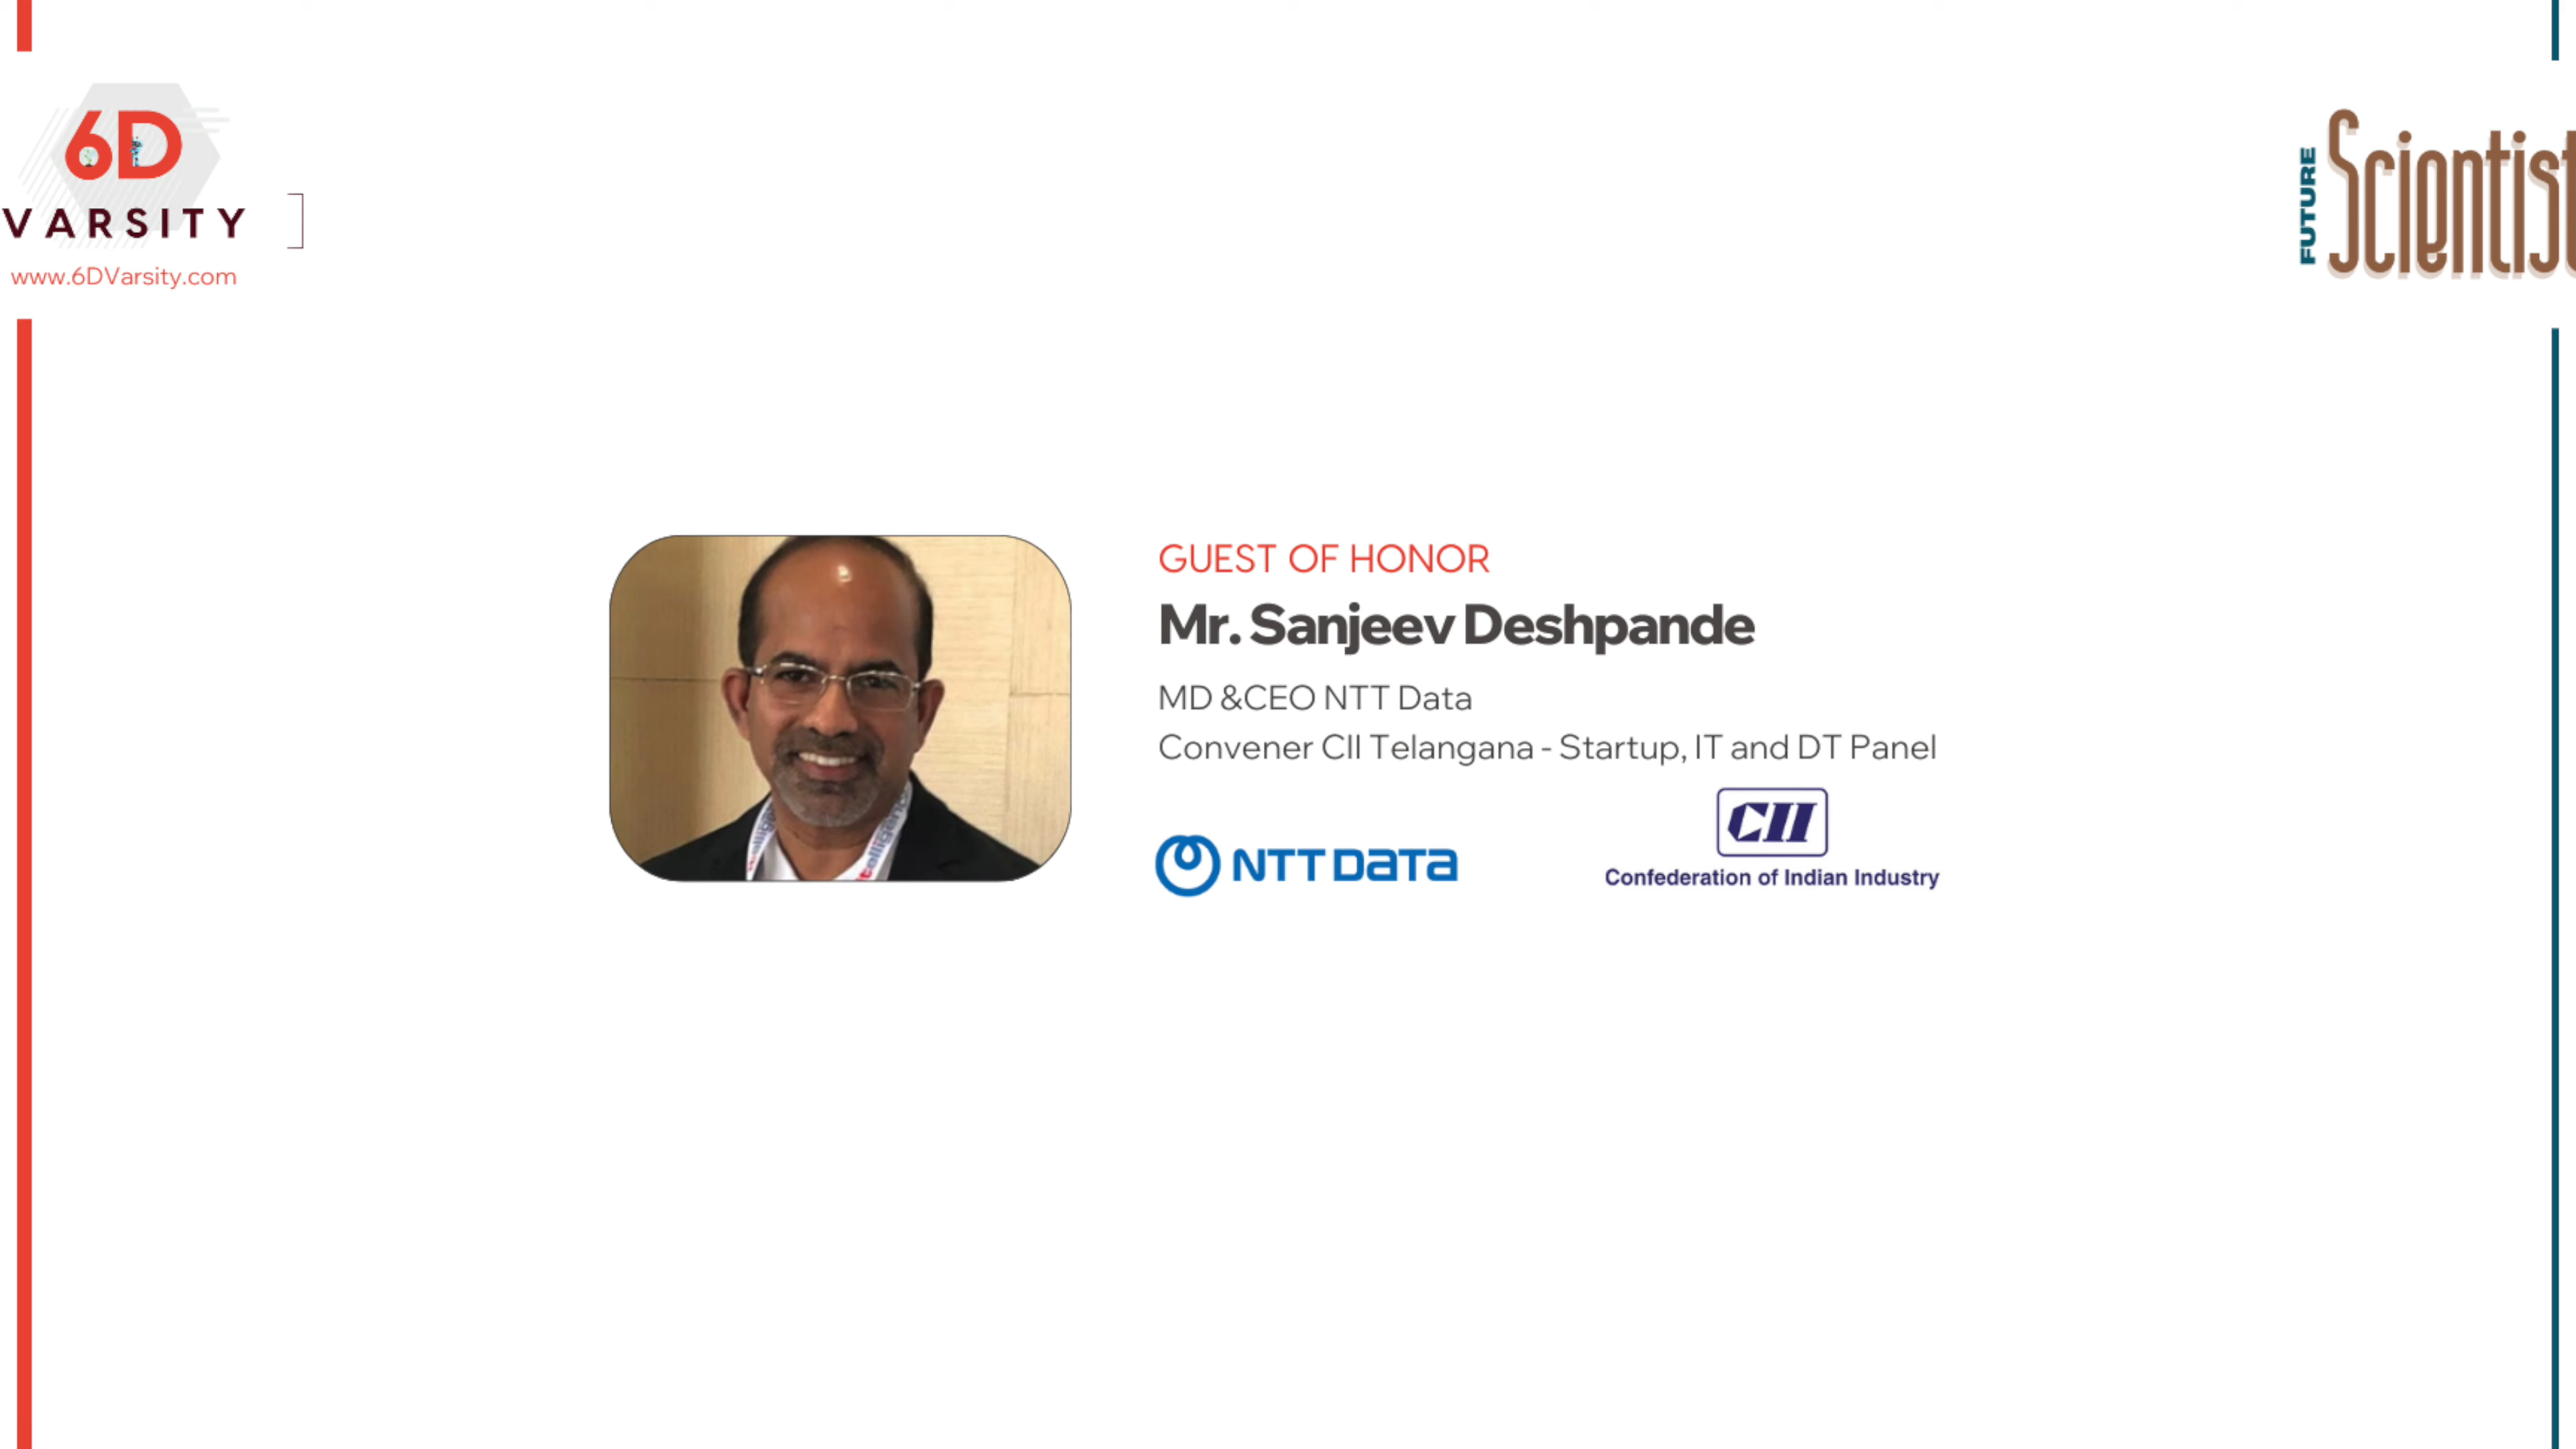 6D
VARSITY
www.6DVarsity.com
FUTURE
Scientist
GUEST OF HONOR
Mr. Sanjeev Deshpande
MD &CEO NTT Data
Convener CII Telangana - Startup, IT and DT Panel
NTT DATA
CII
Confederation of Indian Industry